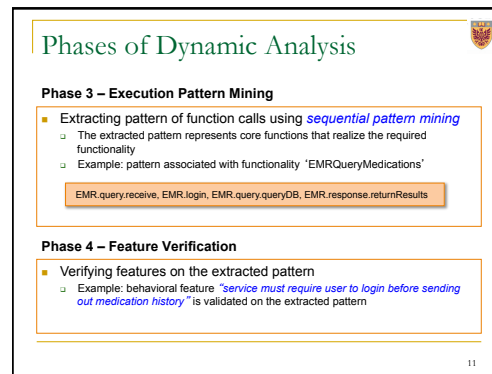 Phases of Dynamic Analysis
Phase 3 – Execution Pattern Mining
Extracting pattern of function calls using sequential pattern mining
The extracted pattern represents core functions that realize the required
functionality
Example: pattern associated with functionality ‘EMRQueryMedications’
EMR.query.receive, EMR.login, EMR.query.queryDB, EMR.response.returnResults
Phase 4 – Feature Verification
Verifying features on the extracted pattern
Example: behavioral feature “service must require user to login before sending
out medication history” is validated on the extracted pattern
11